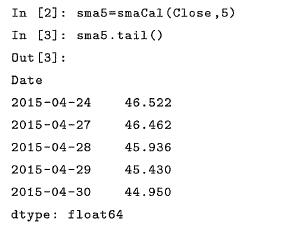 In [2]: sma5=smaCal(Close,5)
In [3]: sma5.tail()
Out[3]:
Date
2015-04-24    46.522
2015-04-27    46.462
2015-04-28    45.936
2015-04-29    45.430
2015-04-30    44.950
dtype: float64